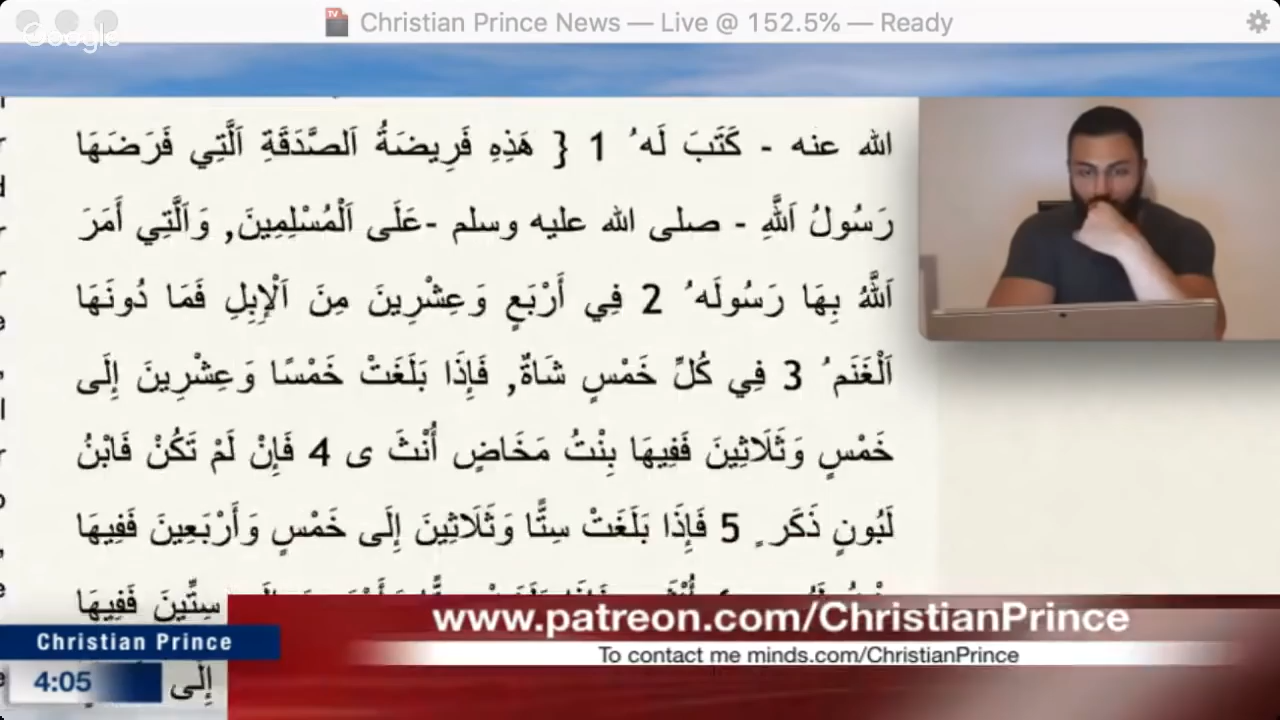 Christian Prince News — Live @ 152.5% — Ready
Google
الله عنه - كَتَبَ لَه ُ 1 { هَذِهِ فَرِيضَةُ اَلصَّدَقَةِ اَلَّتِي فَرَضَهَا
رَسُولُ اَللَّهِ - صلى الله عليه وسلم -عَلَى اَلْمُسْلِمِينَ, وَاَلَّتِي أَمَرَ
اَللَّهُ بِهَا رَسُولَه ُ 2 فِي أَرْبَعٍ وَعِشْرِينَ مِنَ اَلْإِبِلِ فَمَا دُونَهَا
اَلْغَنَم ُ 3 فِي كُلِّ خَمْسٍ شَاةٌ, فَإِذَا بَلَغَتْ خَمْسًا وَعِشْرِينَ إِلَى
خَمْسٍ وَثَلَاثِينَ فَفِيهَا بِنْتُ مَخَاضٍ أُنْثَ ى 4 فَإِنْ لَمْ تَكُنْ فَابْنُ
لَبُونٍ ذَكَر ٍ 5 فَإِذَا بَلَغَتْ سِتًّا وَثَلَاثِينَ إِلَى خَمْسٍ وَأَرْبَعِينَ فَفِيهَا
سِتِّينَ فَفِيهَا
إِلَى
www.patreon.com/ChristianPrince
To contact me minds.com/ChristianPrince
Christian Prince
4:05